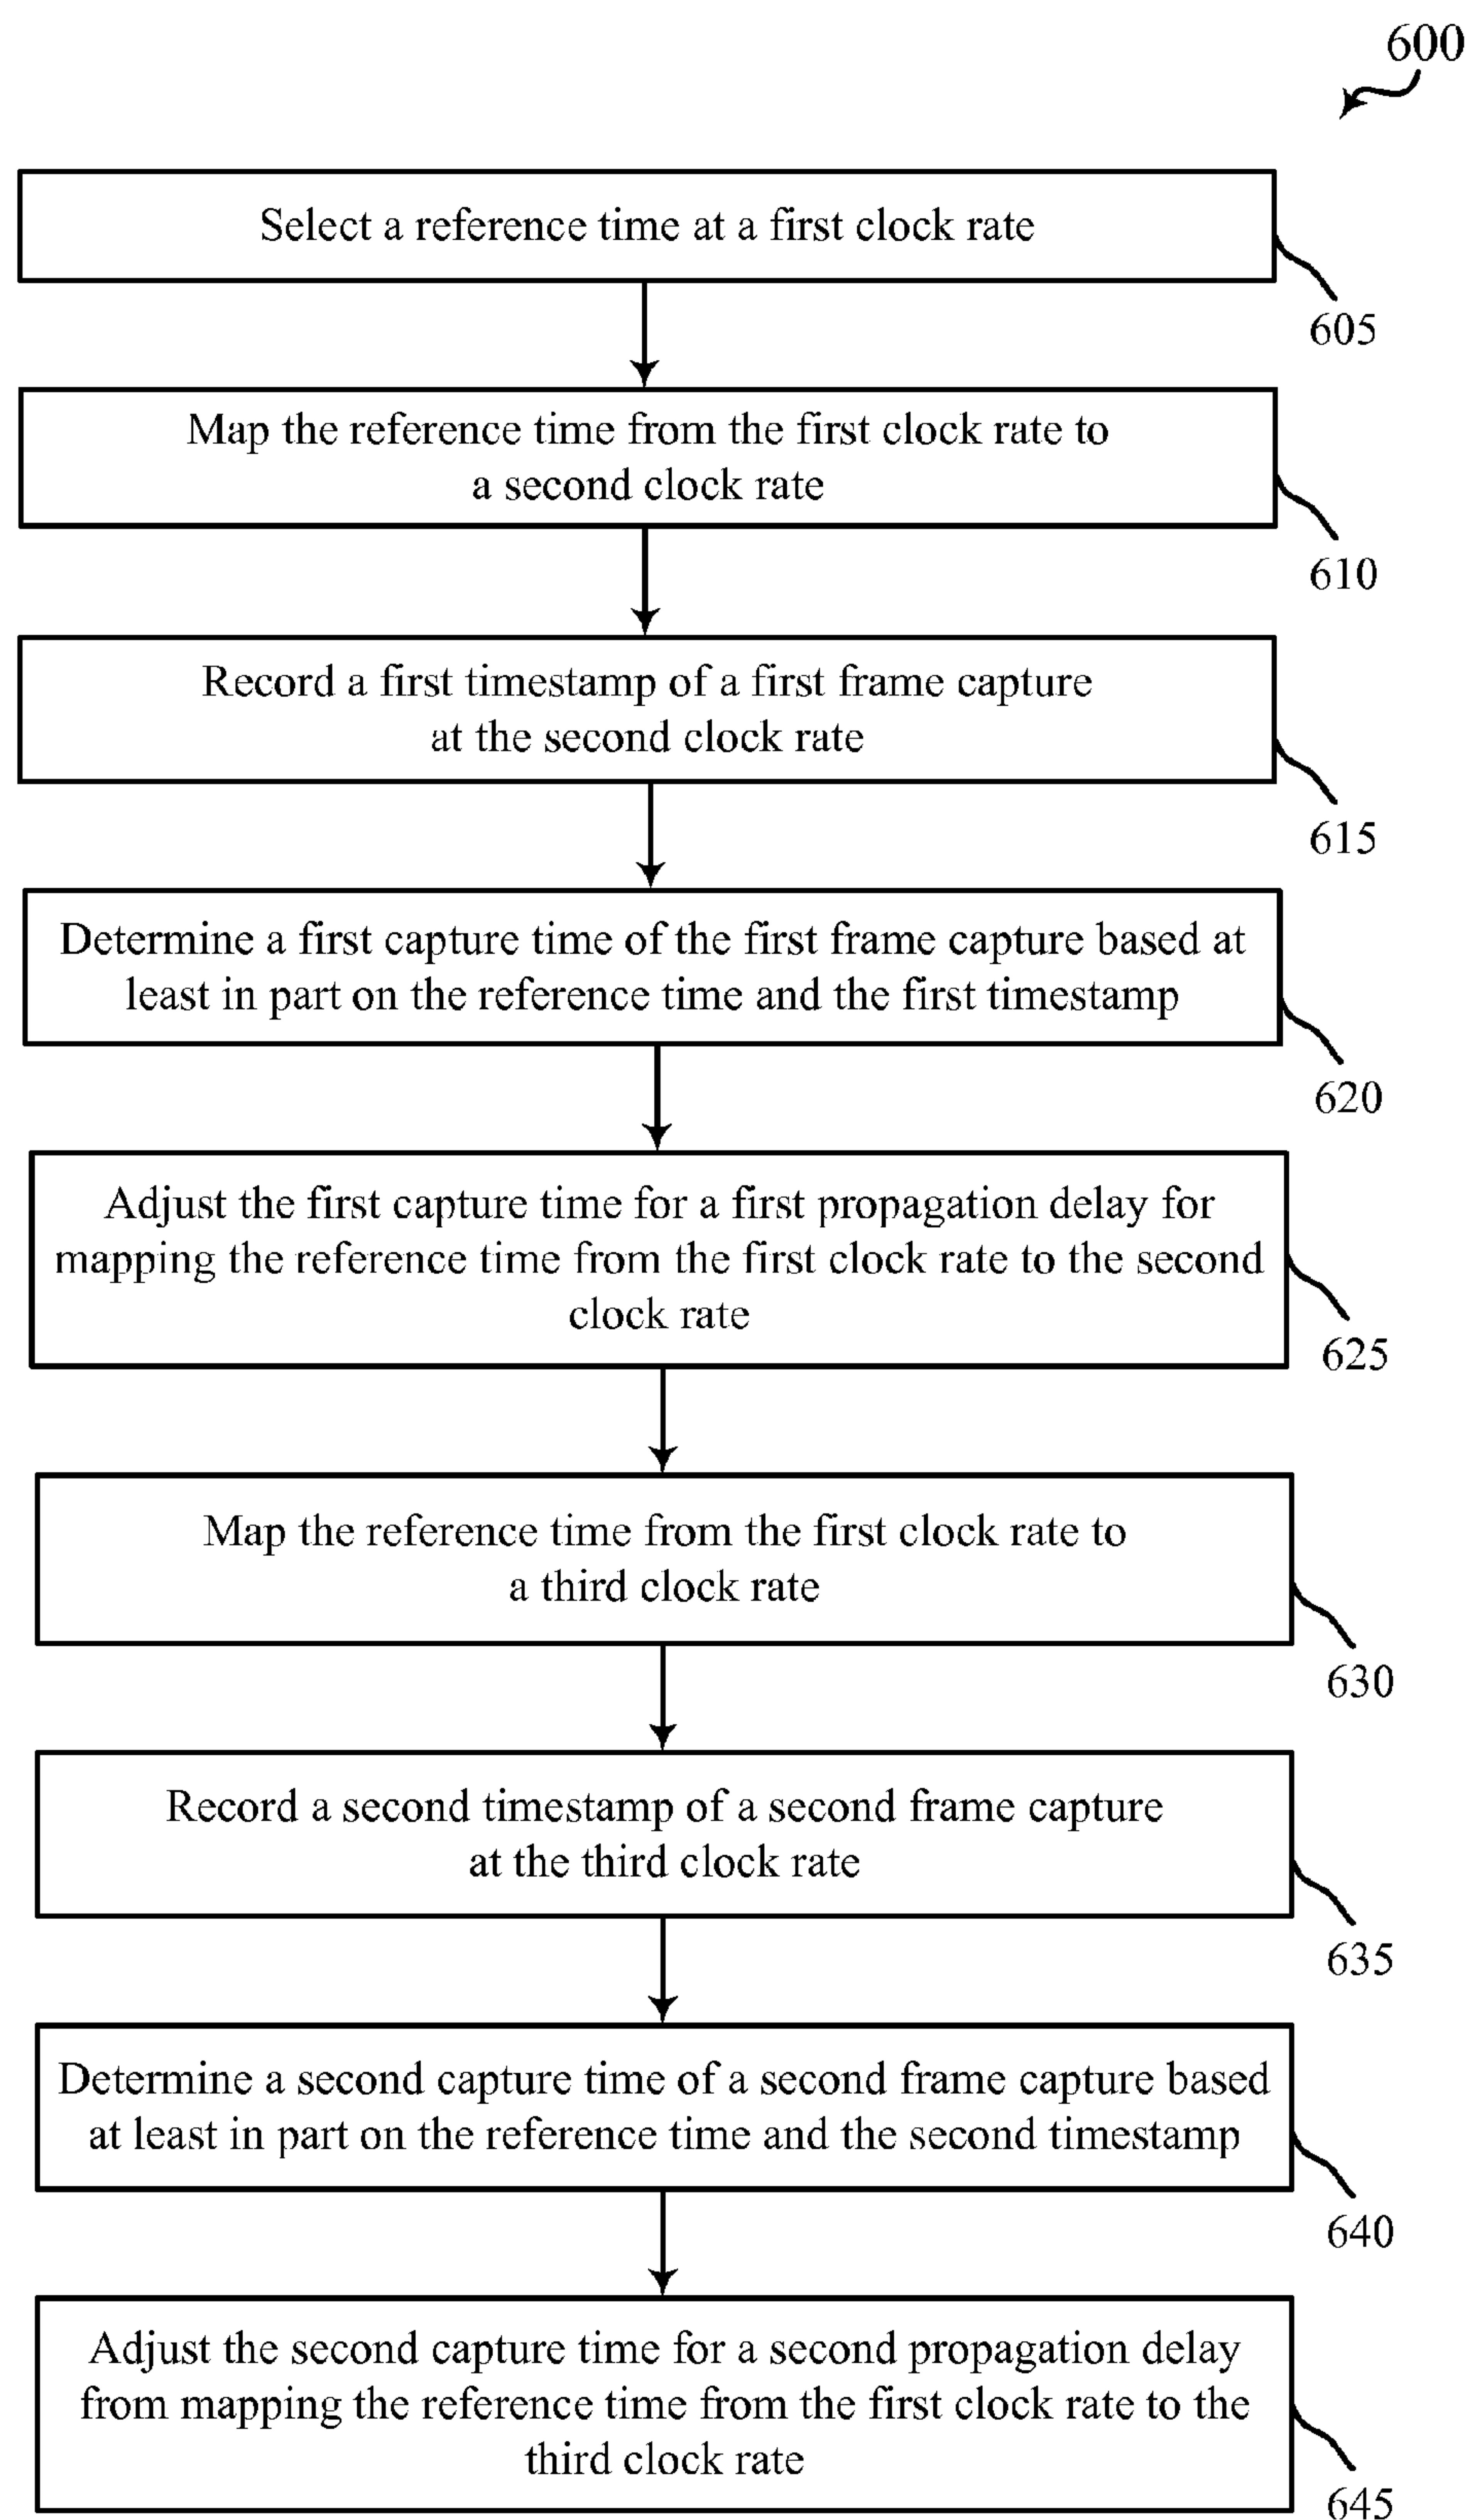 600
Select a reference time at a first clock rate
605
Map the reference time from the first clock rate to
a second clock rate
610
Record a first timestamp of a first frame capture
at the second clock rate
615
Determine a first capture time of the first frame capture based at
least in part on the reference time and the first timestamp
620
Adjust the first capture time for a first propagation delay for
mapping the reference time from the first clock rate to the second
clock rate
625
Map the reference time from the first clock rate to
a third clock rate
630
Record a second timestamp of a second frame capture
at the third clock rate
635
Determine a second capture time of a second frame capture based
at least in part on the reference time and the second timestamp
640
Adjust the second capture time for a second propagation delay
from mapping the reference time from the first clock rate to the
third clock rate
645